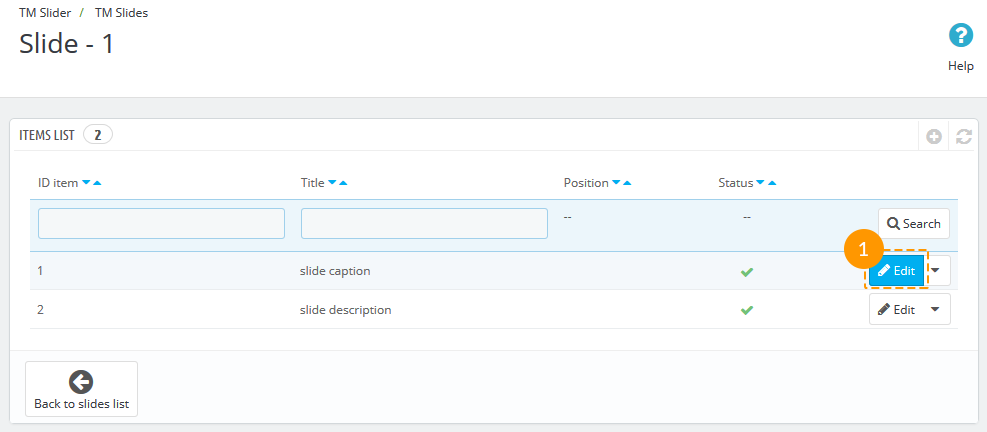 TM Slider / TM Slides
Slide - 1
Help
ITEMS LIST 2
ID item Title Position Status
-- -- Search
1
1 slide caption Edit
2 slide description Edit
Back to slides list